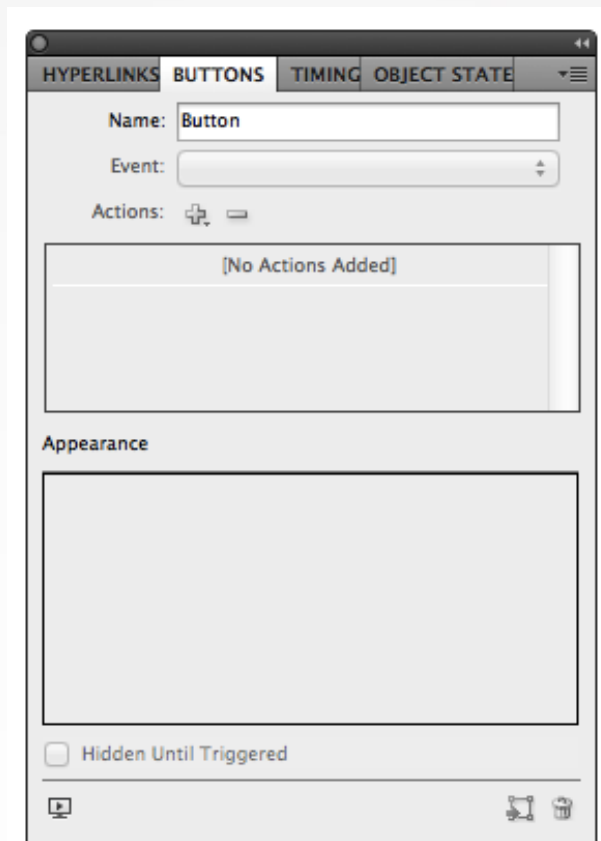 HYPERLINKS BUTTONS TIMING OBJECT STATE
Name: Button
Event:
Actions:
[No Actions Added]
Appearance
Hidden Until Triggered